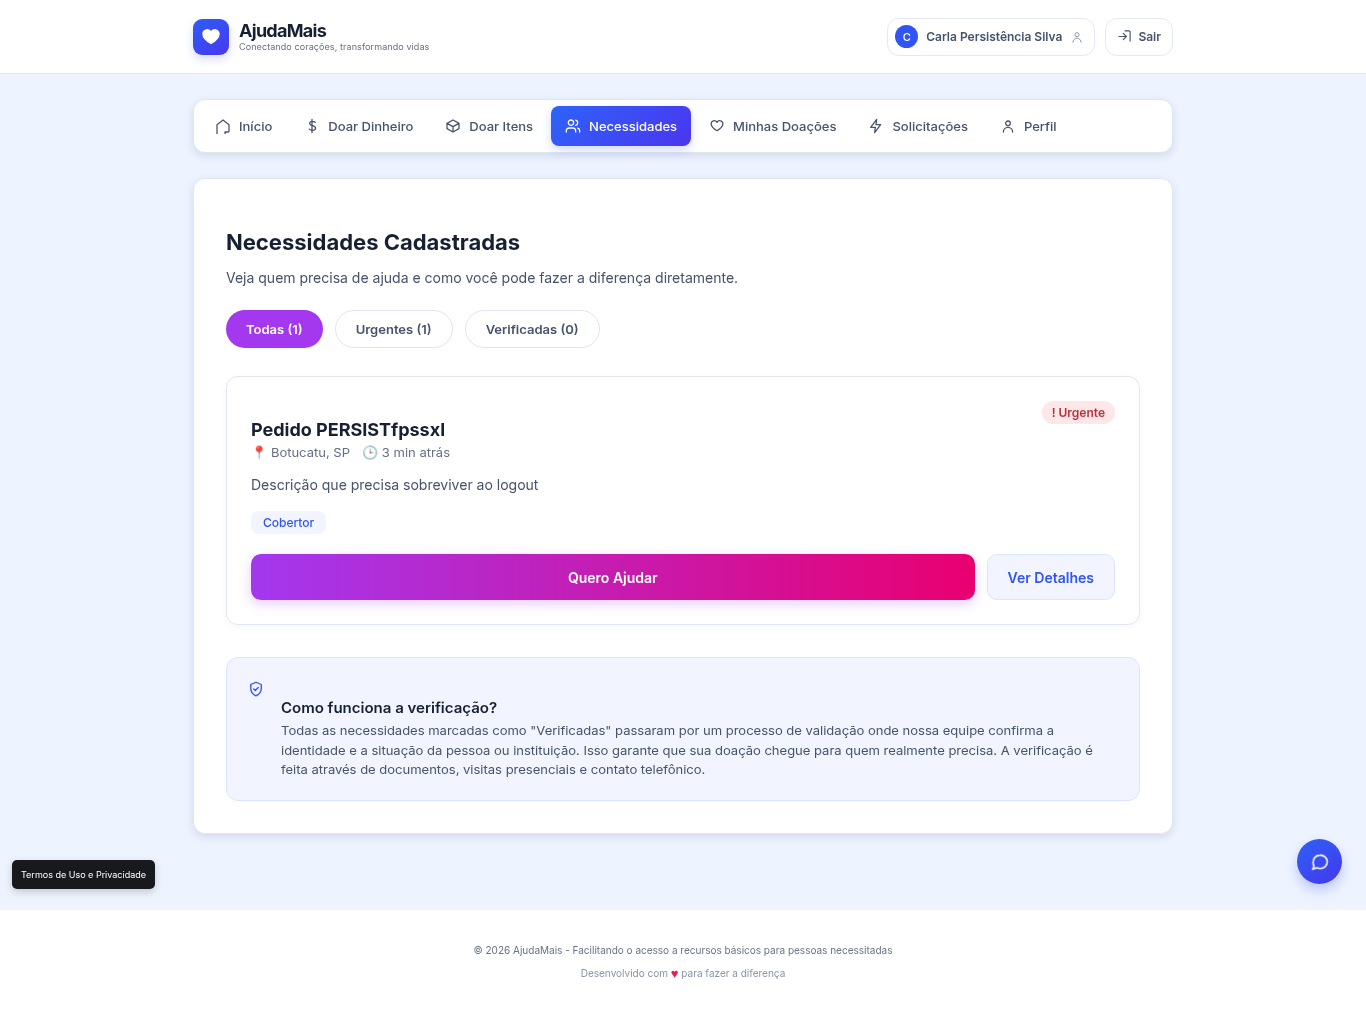 AjudaMais
Conectando corações, transformando vidas
C Carla Persistência Silva
Sair
Início
Doar Dinheiro
Doar Itens
Necessidades
Minhas Doações
Solicitações
Perfil
Necessidades Cadastradas
Veja quem precisa de ajuda e como você pode fazer a diferença diretamente.
Todas (1)
Urgentes (1)
Verificadas (0)
! Urgente
Pedido PERSISTfpssxl
📍 Botucatu, SP 🕒 3 min atrás
Descrição que precisa sobreviver ao logout
Cobertor
Quero Ajudar
Ver Detalhes
Como funciona a verificação?
Todas as necessidades marcadas como "Verificadas" passaram por um processo de validação onde nossa equipe confirma a
identidade e a situação da pessoa ou instituição. Isso garante que sua doação chegue para quem realmente precisa. A verificação é
feita através de documentos, visitas presenciais e contato telefônico.
Termos de Uso e Privacidade
© 2026 AjudaMais - Facilitando o acesso a recursos básicos para pessoas necessitadas
Desenvolvido com ♥ para fazer a diferença